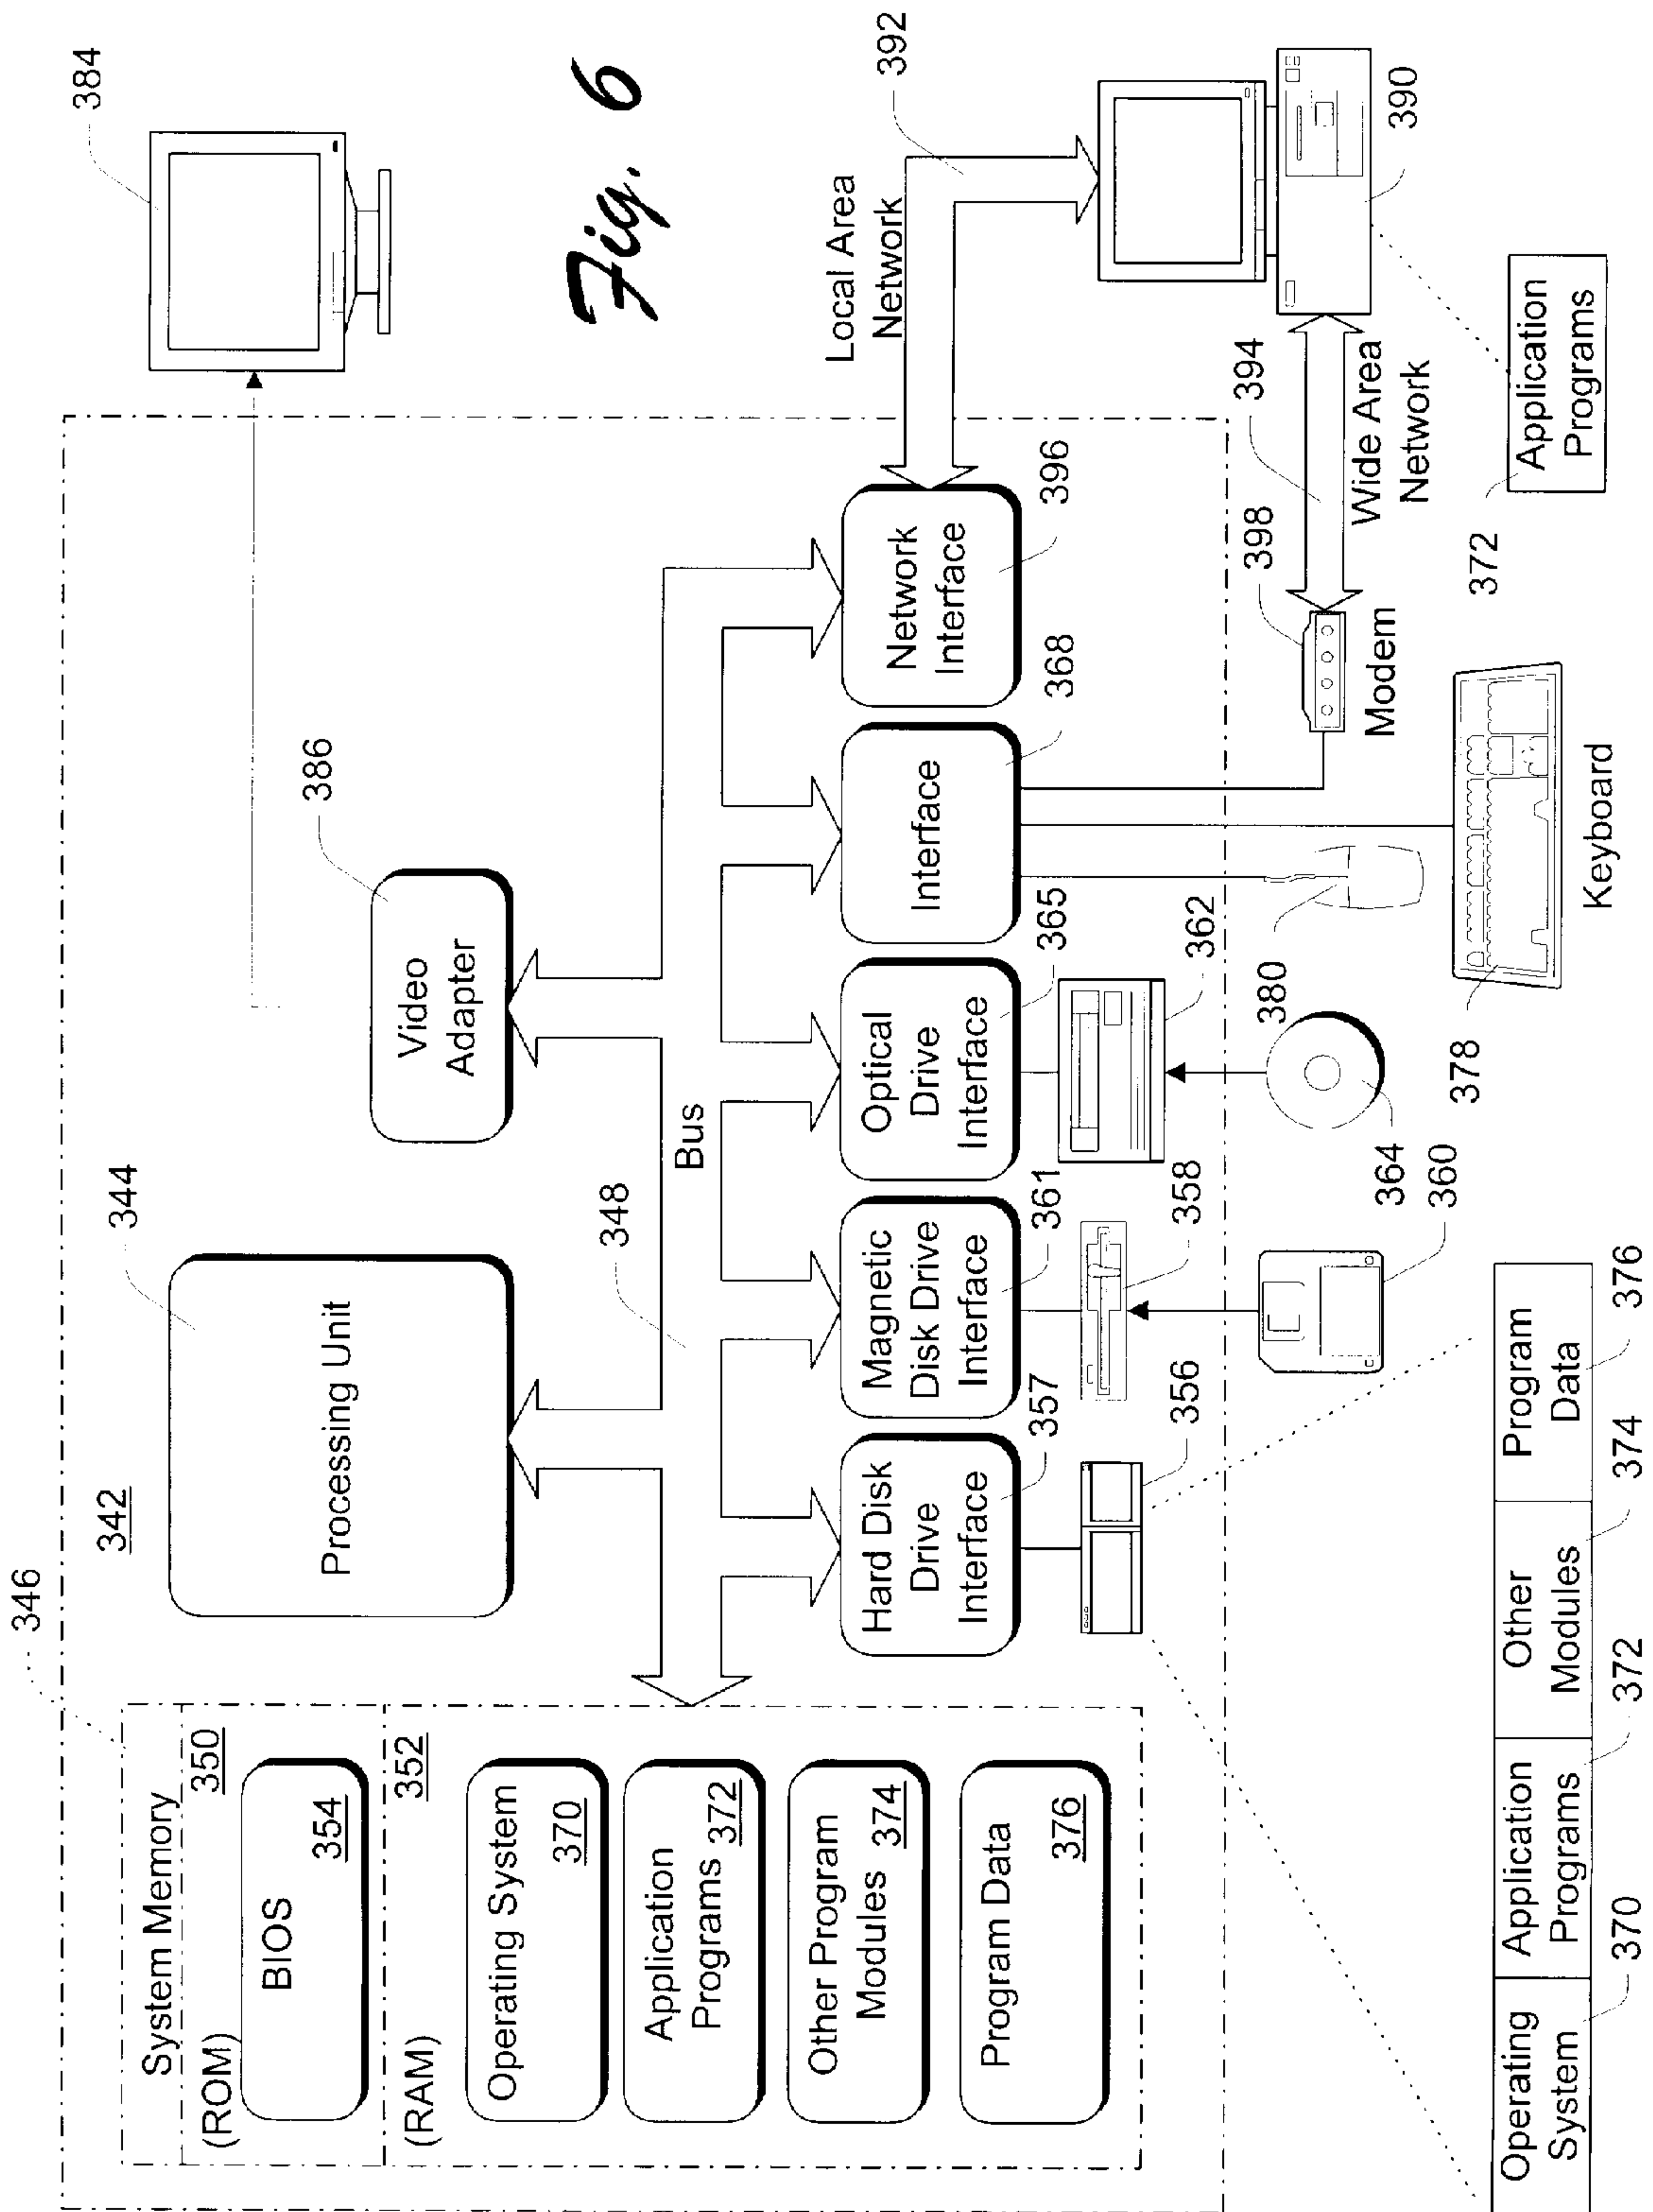 346
System Memory
(ROM) 350
BIOS
354
(RAM) 352
Operating System
370
Application
Programs 372
Other Program
Modules 374
Program Data
376
342
344
Processing Unit
348
Bus
386
Video
Adapter
384
Fig. 6
Hard Disk
Drive
Interface
357
Magnetic
Disk Drive
Interface
361
Optical
Drive
Interface
365
Interface
368
Network
Interface
396
Local Area
Network
392
356
358
362
360
364
380
378
Keyboard
398
Modem
394
Wide Area
Network
390
372
Application
Programs
Operating
System
370
Application
Programs
372
Other
Modules
374
Program
Data
376